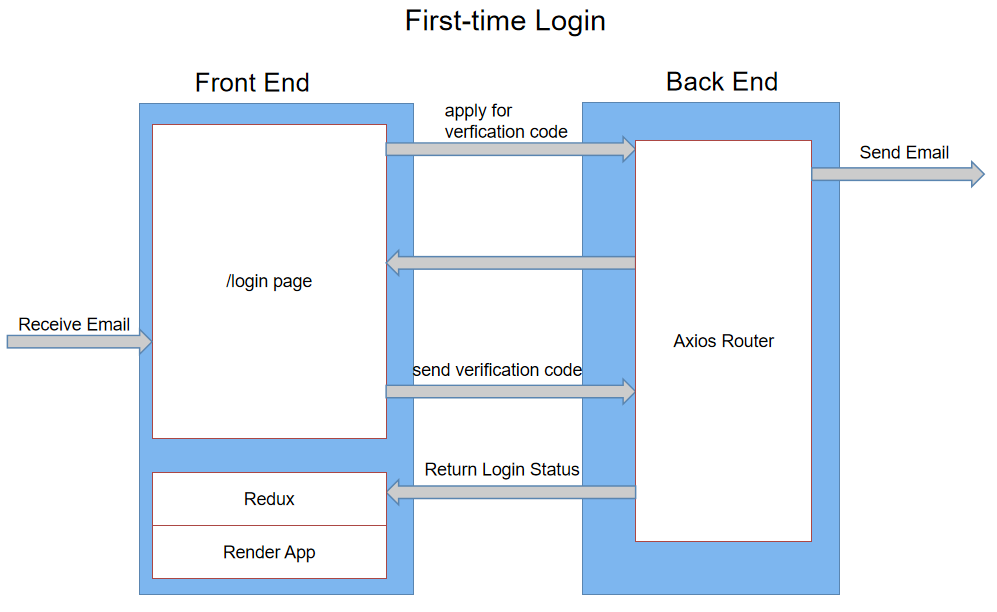 First-time Login
Front End
Back End
apply for
verfication code
Send Email
/login page
Receive Email
Axios Router
send verification code
Return Login Status
Redux
Render App